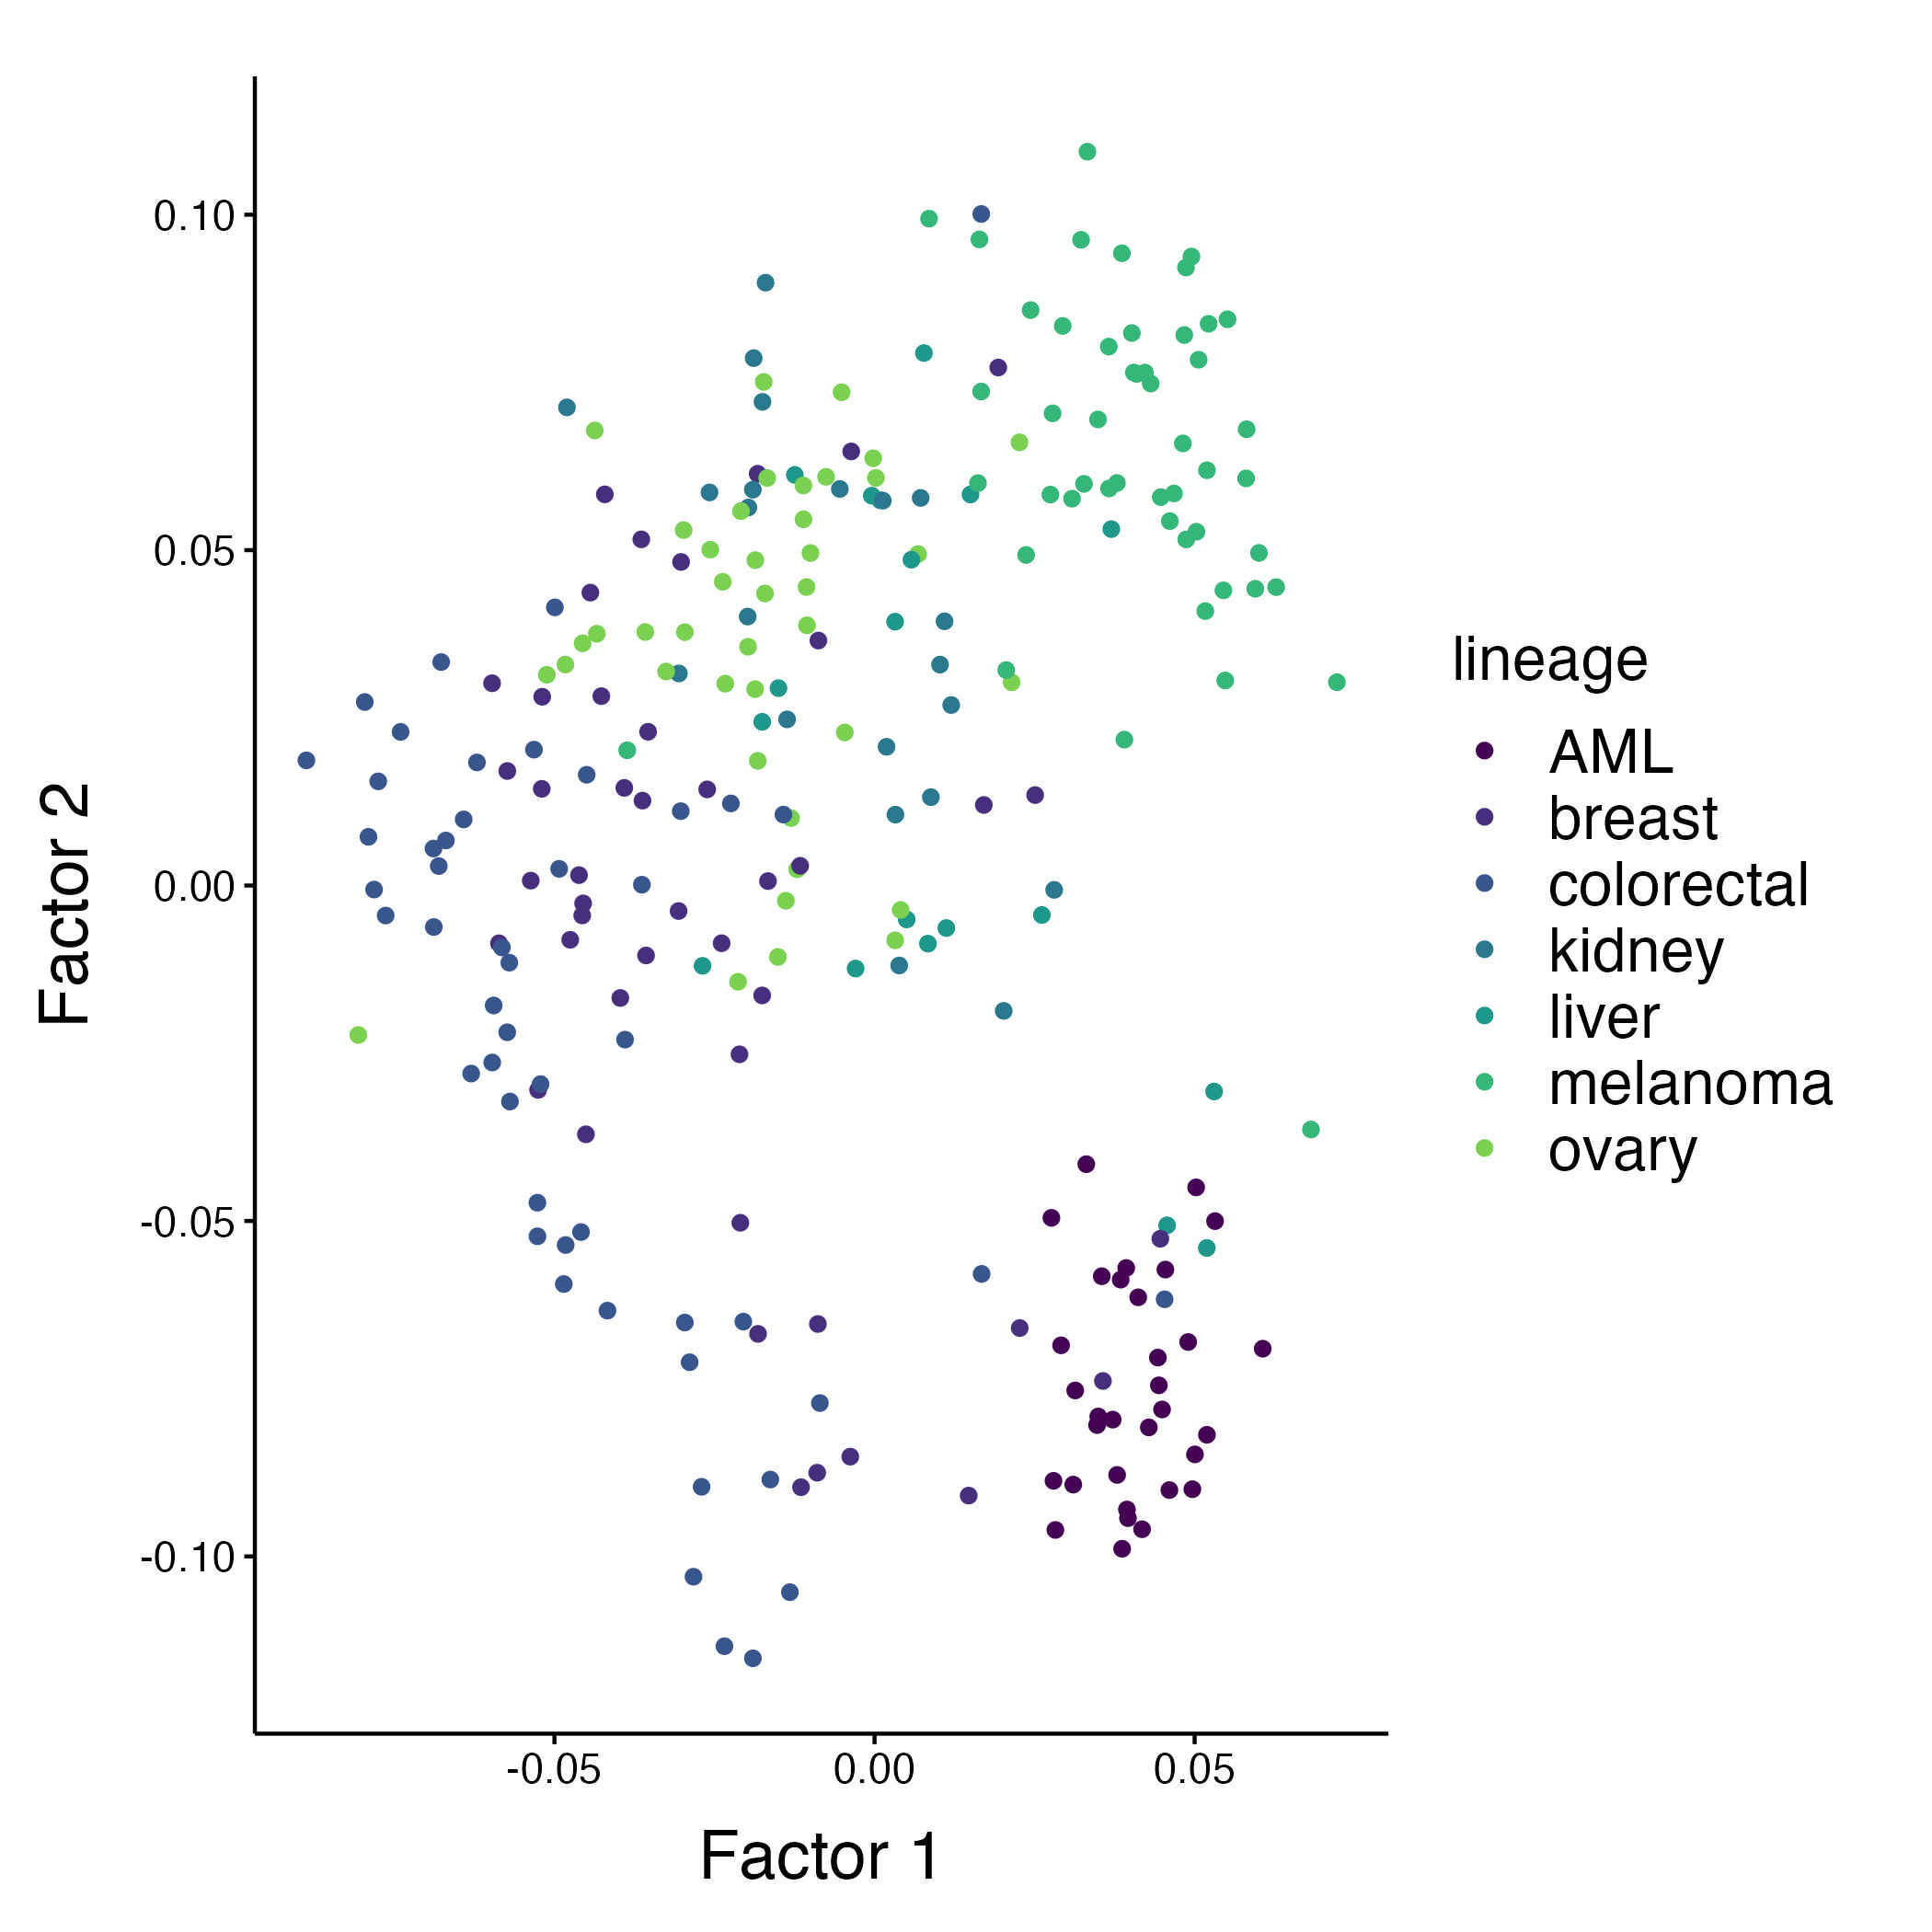 Factor 2
0.10
0.05
0.00
-0.05
-0.10
-0.05
0.00
0.05
Factor 1
lineage
AML
breast
colorectal
kidney
liver
melanoma
ovary